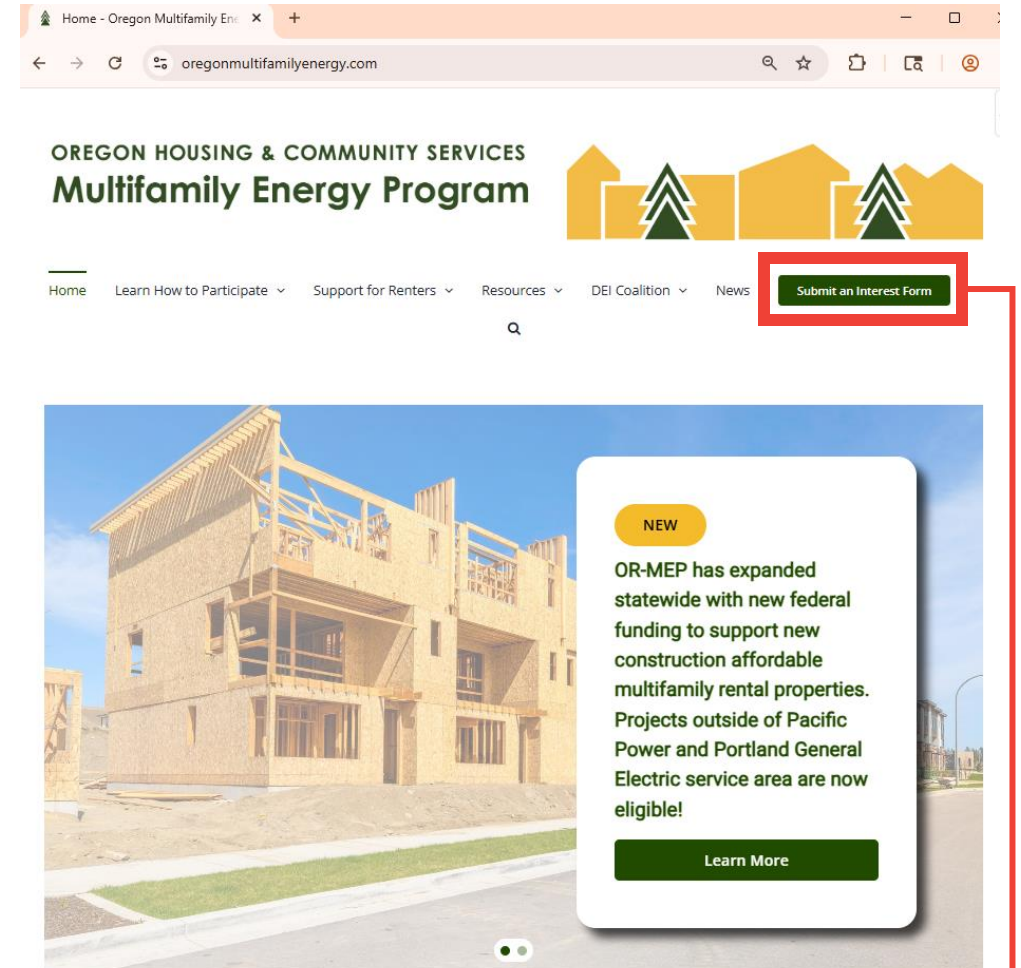 Home - Oregon Multifamily Ene
oregonmultifamilyenergy.com
OREGON HOUSING & COMMUNITY SERVICES
Multifamily Energy Program
Home Learn How to Participate Support for Renters Resources DEI Coalition News Submit an Interest Form
NEW
OR-MEP has expanded
statewide with new federal
funding to support new
construction affordable
multifamily rental properties.
Projects outside of Pacific
Power and Portland General
Electric service area are now
eligible!
Learn More